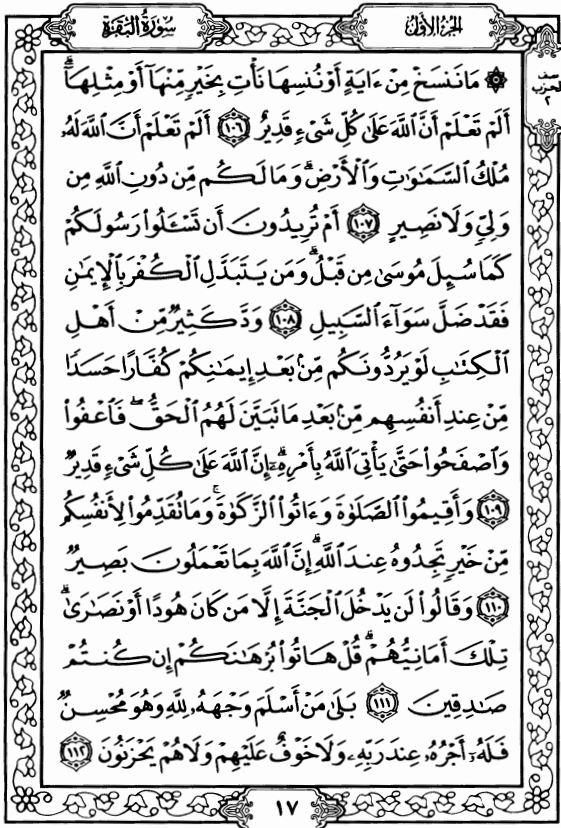 سورة البقرة
الجزء الأول
نصف
الحزب
٢
۞ مَا نَنسَخْ مِنْ ءَايَةٍ أَوْ نُنسِهَا نَأْتِ بِخَيْرٍ مِّنْهَآ أَوْ مِثْلِهَآ ۗ
أَلَمْ تَعْلَمْ أَنَّ ٱللَّهَ عَلَىٰ كُلِّ شَىْءٍ قَدِيرٌ ١٠٦ أَلَمْ تَعْلَمْ أَنَّ ٱللَّهَ لَهُۥ
مُلْكُ ٱلسَّمَٰوَٰتِ وَٱلْأَرْضِ ۗ وَمَا لَكُم مِّن دُونِ ٱللَّهِ مِن
وَلِىٍّ وَلَا نَصِيرٍ ١٠٧ أَمْ تُرِيدُونَ أَن تَسْـَٔلُوا۟ رَسُولَكُمْ
كَمَا سُئِلَ مُوسَىٰ مِن قَبْلُ ۗ وَمَن يَتَبَدَّلِ ٱلْكُفْرَ بِٱلْإِيمَٰنِ
فَقَدْ ضَلَّ سَوَآءَ ٱلسَّبِيلِ ١٠٨ وَدَّ كَثِيرٌ مِّنْ أَهْلِ
ٱلْكِتَٰبِ لَوْ يَرُدُّونَكُم مِّنۢ بَعْدِ إِيمَٰنِكُمْ كُفَّارًا حَسَدًا
مِّنْ عِندِ أَنفُسِهِم مِّنۢ بَعْدِ مَا تَبَيَّنَ لَهُمُ ٱلْحَقُّ ۖ فَٱعْفُوا۟
وَٱصْفَحُوا۟ حَتَّىٰ يَأْتِىَ ٱللَّهُ بِأَمْرِهِۦٓ ۗ إِنَّ ٱللَّهَ عَلَىٰ كُلِّ شَىْءٍ قَدِيرٌ
١٠٩ وَأَقِيمُوا۟ ٱلصَّلَوٰةَ وَءَاتُوا۟ ٱلزَّكَوٰةَ ۚ وَمَا تُقَدِّمُوا۟ لِأَنفُسِكُم
مِّنْ خَيْرٍ تَجِدُوهُ عِندَ ٱللَّهِ ۗ إِنَّ ٱللَّهَ بِمَا تَعْمَلُونَ بَصِيرٌ
١١٠ وَقَالُوا۟ لَن يَدْخُلَ ٱلْجَنَّةَ إِلَّا مَن كَانَ هُودًا أَوْ نَصَٰرَىٰ ۗ
تِلْكَ أَمَانِيُّهُمْ ۗ قُلْ هَاتُوا۟ بُرْهَٰنَكُمْ إِن كُنتُمْ
صَٰدِقِينَ ١١١ بَلَىٰ مَنْ أَسْلَمَ وَجْهَهُۥ لِلَّهِ وَهُوَ مُحْسِنٌ
فَلَهُۥٓ أَجْرُهُۥ عِندَ رَبِّهِۦ وَلَا خَوْفٌ عَلَيْهِمْ وَلَا هُمْ يَحْزَنُونَ ١١٢
١٧